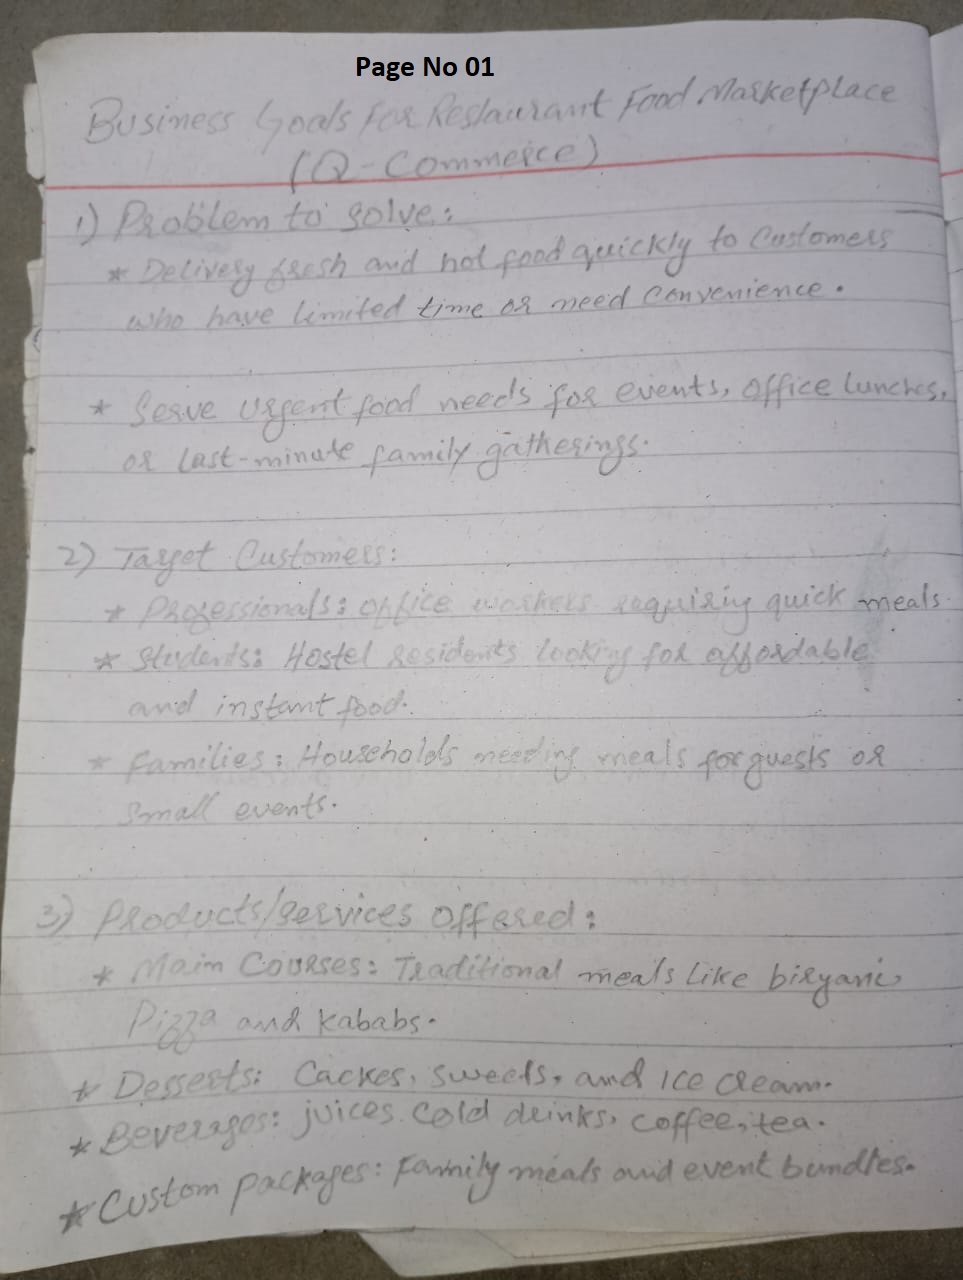 Page No 01
Business Goals For Restaurant Food Marketplace
(Q-Commerce)
1) Problem to solve:
* Delivery fresh and hot food quickly to Customers
who have limited time or need convenience.
* Serve urgent food needs for events, office lunches,
or last-minute family gatherings.
2) Target Customers:
* Professionals: office workers requiring quick meals.
* Students: Hostel residents looking for affordable
and instant food.
* Families: Households needing meals for guests or
small events.
3) Products/Services Offered:
* Main Courses: Traditional meals like biryani,
Pizza and kababs.
* Desserts: Cackes, sweets, and ice cream.
* Beverages: juices. cold drinks, coffee, tea.
* Custom packages: Family meals and event bundles.